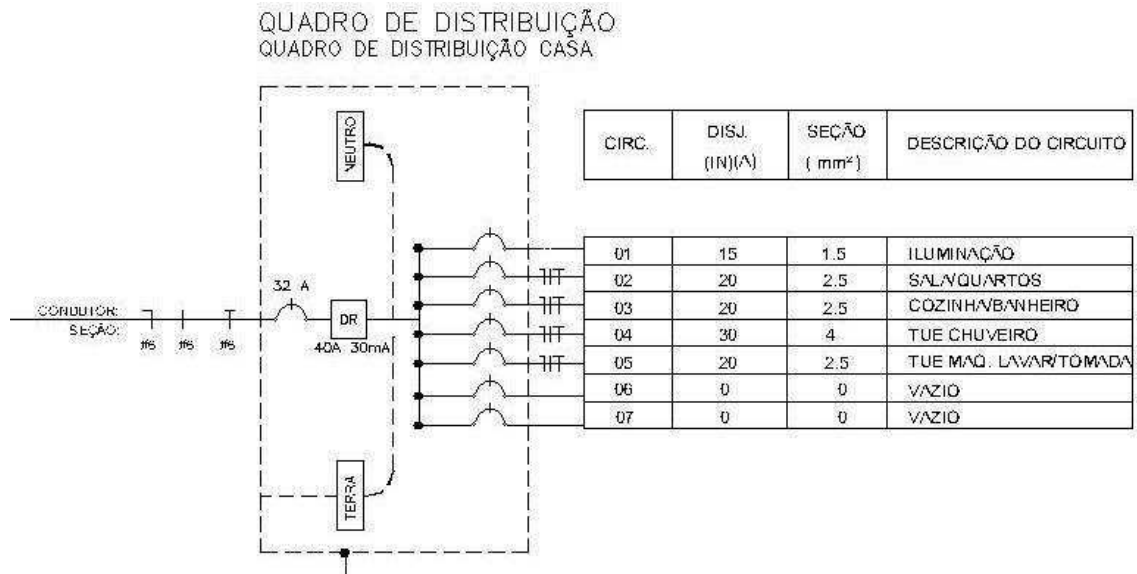 QUADRO DE DISTRIBUIÇÃO
QUADRO DE DISTRIBUIÇÃO CASA
NEUTRO
CIRC. DISJ. (IN)(A) SEÇÃO ( mm² ) DESCRIÇÃO DO CIRCUITO
01 15 1.5 ILUMINAÇÃO
02 20 2.5 SALA/QUARTOS
03 20 2.5 COZINHA/BANHEIRO
04 30 4 TUE CHUVEIRO
05 20 2.5 TUE MAQ. LAVAR/TOMADA
06 0 0 VAZIO
07 0 0 VAZIO
32 A
CONDUTOR:
SEÇÃO:
#6 #6 #6
DR
40A 30mA
TERRA